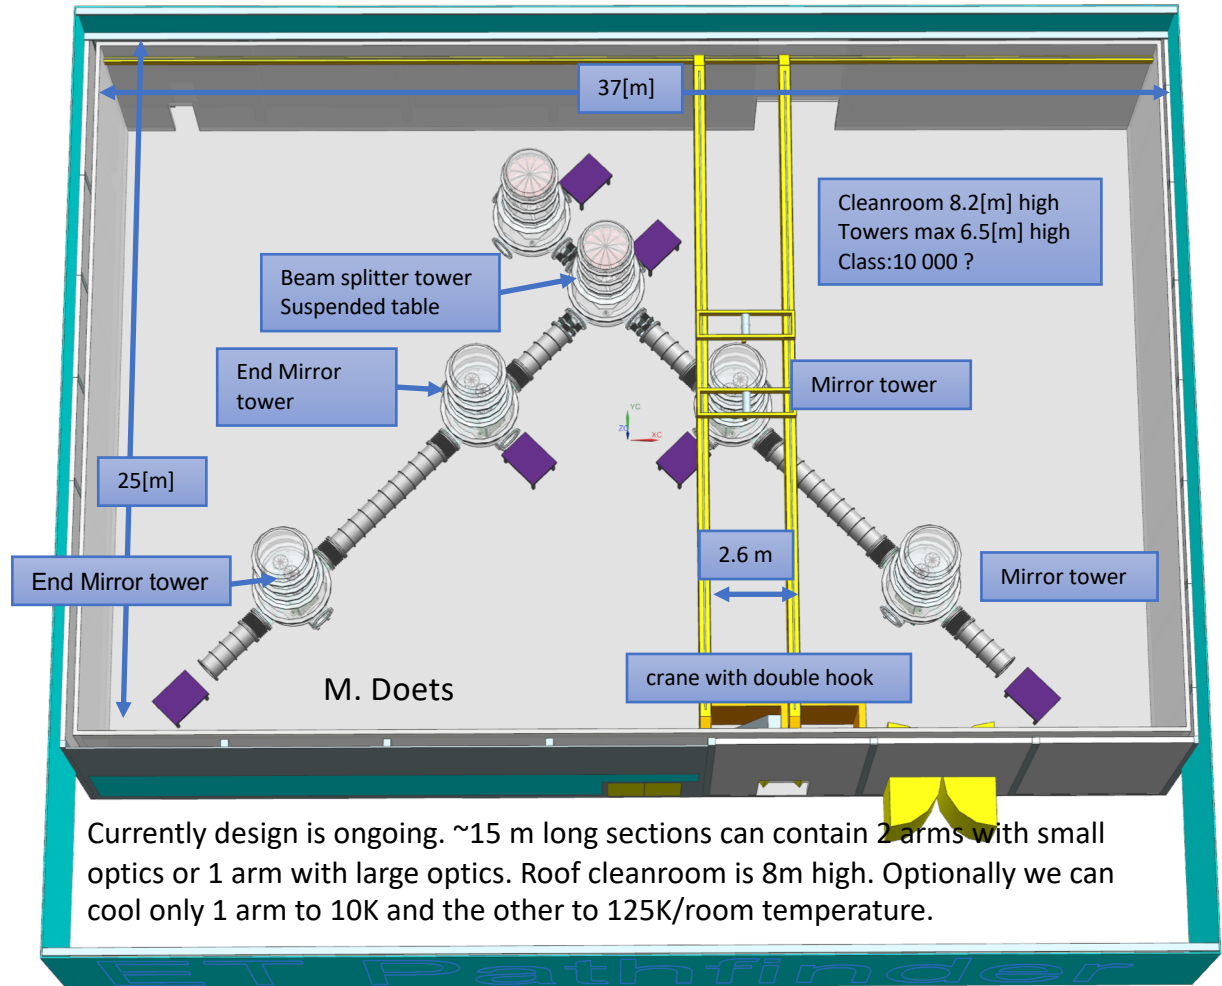 37[m]
Cleanroom 8.2[m] high
Towers max 6.5[m] high
Class:10 000 ?
Beam splitter tower
Suspended table
End Mirror
tower
Mirror tower
YC
ZC
XC
25[m]
2.6 m
End Mirror tower
Mirror tower
crane with double hook
M. Doets
Currently design is ongoing. ~15 m long sections can contain 2 arms with small
optics or 1 arm with large optics. Roof cleanroom is 8m high. Optionally we can
cool only 1 arm to 10K and the other to 125K/room temperature.
ET Pathfinder